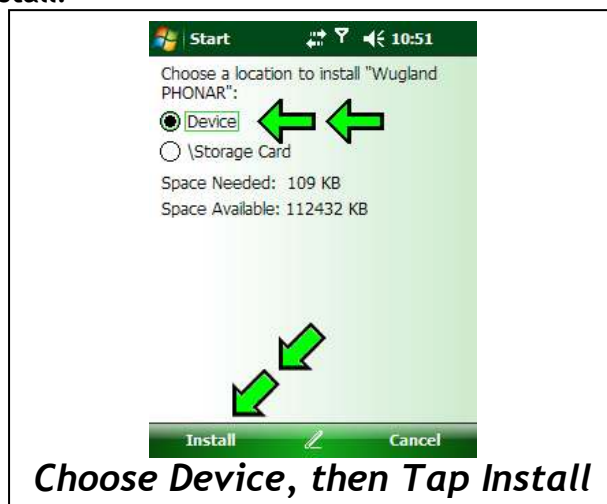 Start 10:51
Choose a location to install "Wugland
PHONAR":
Device
\Storage Card
Space Needed: 109 KB
Space Available: 112432 KB
Install Cancel
Choose Device, then Tap Install